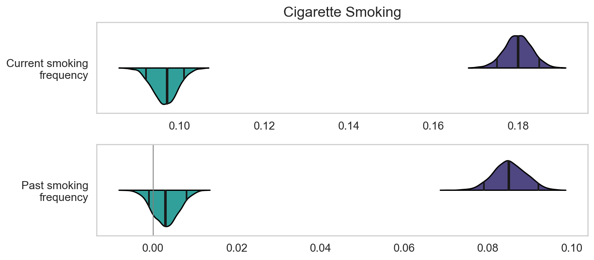 Cigarette Smoking
Current smoking
frequency
0.10 0.12 0.14 0.16 0.18
Past smoking
frequency
0.00 0.02 0.04 0.06 0.08 0.10